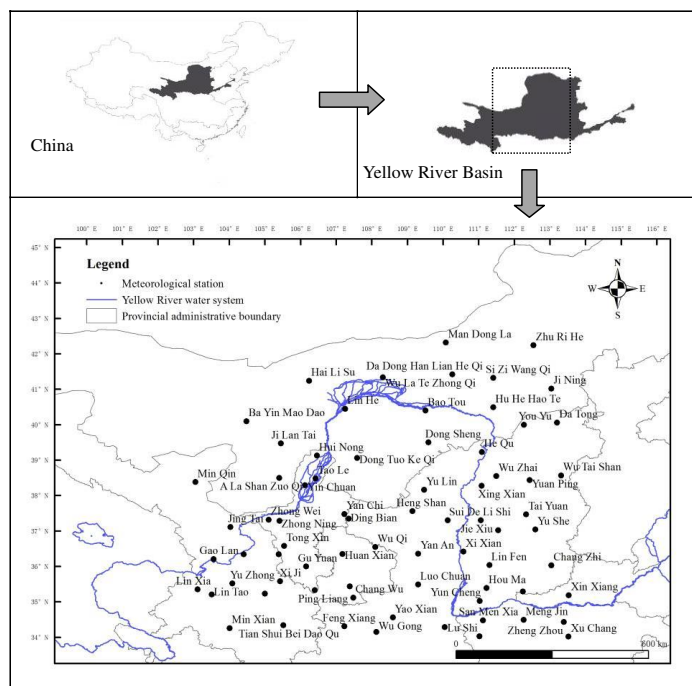 China
Yellow River Basin
100° E 101° E 102° E 103° E 104° E 105° E 106° E 107° E 108° E 109° E 110° E 111° E 112° E 113° E 114° E 115° E 116° E
45° N
44° N
43° N
42° N
41° N
40° N
39° N
38° N
37° N
36° N
35° N
34° N
Legend
Meteorological station
Yellow River water system
Provincial administrative boundary
N
W E
S
Man Dong La
Zhu Ri He
Hai Li Su
Da Dong Han Lian He Qi
Wu La Te Zhong Qi
Si Zi Wang Qi
Ji Ning
Lin He
Bao Tou
Hu He Hao Te
Ba Yin Mao Dao
You Yu
Da Tong
Ji Lan Tai
Dong Sheng
He Qu
Hui Nong
Dong Tuo Ke Qi
Min Qin
Tao Le
Wu Zhai
Wu Tai Shan
A La Shan Zuo Qi
Yin Chuan
Yu Lin
Xing Xian
Yuan Ping
Jing Tai
Zhong Wei
Yan Chi
Heng Shan
Zhong Ning
Ding Bian
Sui De Li Shi
Tai Yuan
Tong Xin
Jie Xiu
Yu She
Gao Lan
Huan Xian
Wu Qi
Yan An
Xi Xian
Gu Yuan
Lin Fen
Chang Zhi
Lin Xia
Yu Zhong
Xi Ji
Luo Chuan
Hou Ma
Lin Tao
Ping Liang
Chang Wu
Yun Cheng
Xin Xiang
Min Xian
Feng Xiang
Yao Xian
San Men Xia
Meng Jin
Tian Shui Bei Dao Qu
Wu Gong
Lu Shi
Zheng Zhou
Xu Chang
0 600 km